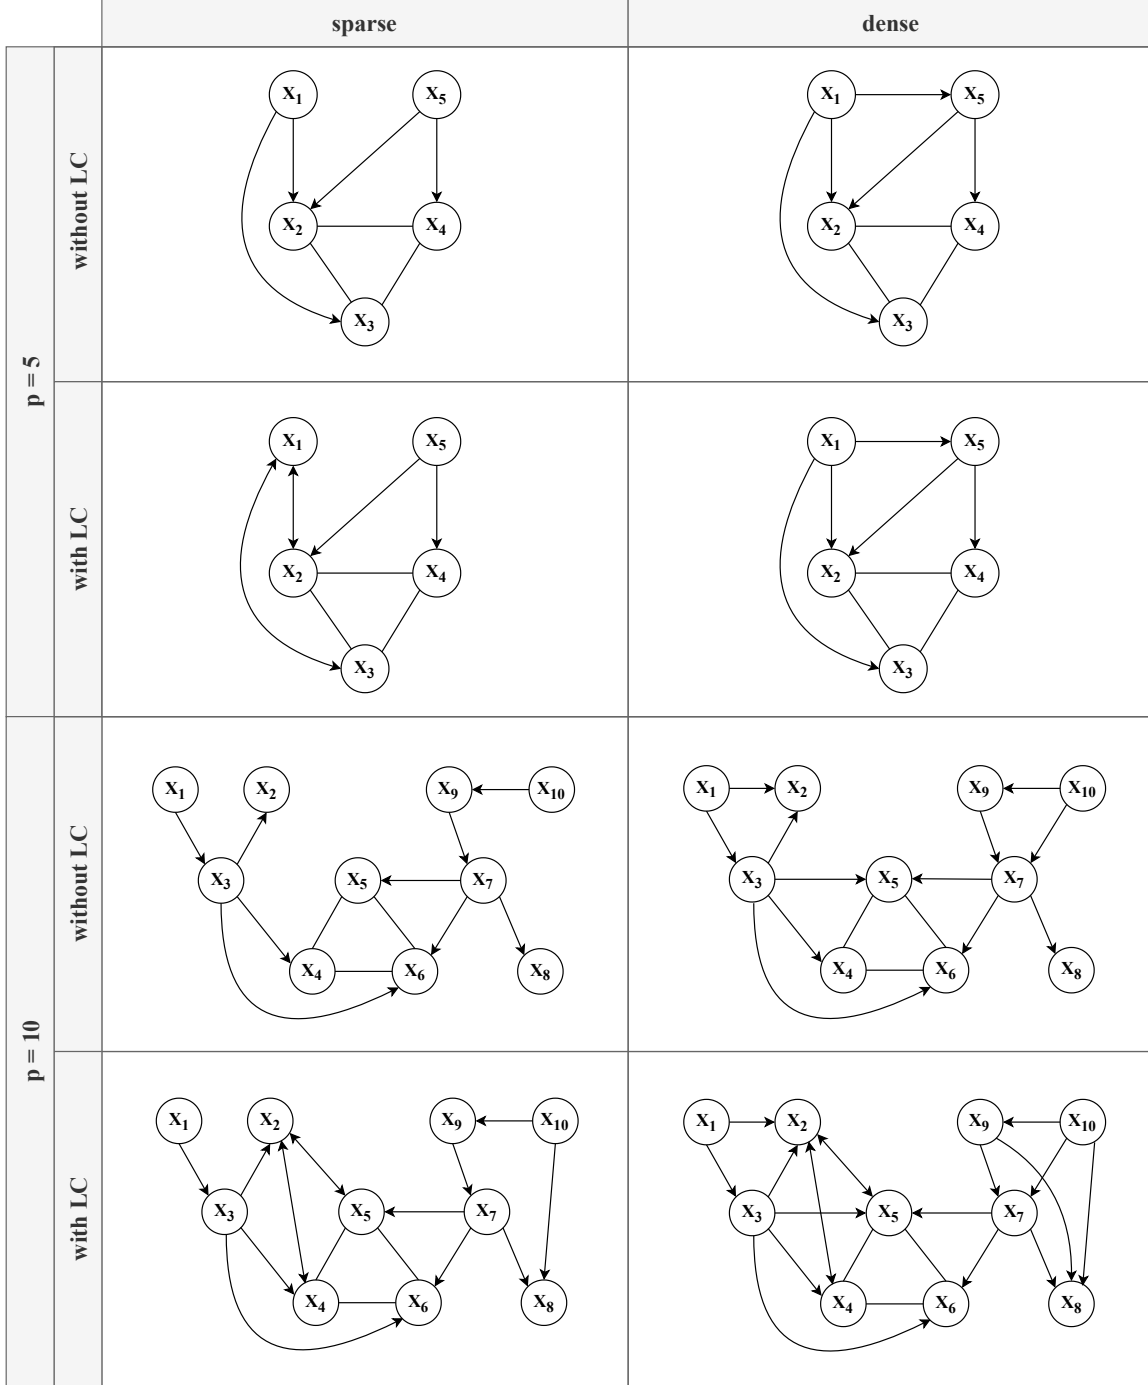 sparse dense
p = 5
without LC
X1 X5
X2 X4
X3
X1 X5
X2 X4
X3
with LC
X1 X5
X2 X4
X3
X1 X5
X2 X4
X3
p = 10
without LC
X1 X2 X9 X10
X3 X5 X7
X4 X6 X8
X1 X2 X9 X10
X3 X5 X7
X4 X6 X8
with LC
X1 X2 X9 X10
X3 X5 X7
X4 X6 X8
X1 X2 X9 X10
X3 X5 X7
X4 X6 X8